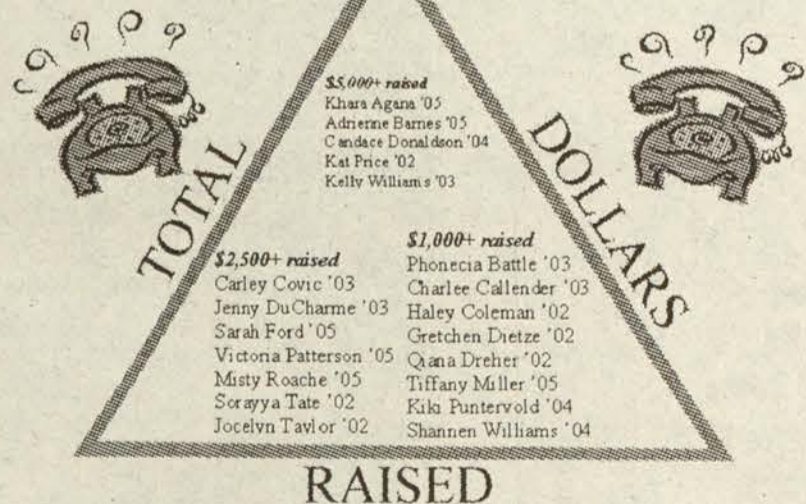 TOTAL
DOLLARS
RAISED
$5,000+ raised
Khara Agana '05
Adrienne Barnes '05
Candace Donaldson '04
Kat Price '02
Kelly Williams '03
$2,500+ raised
Carley Covic '03
Jenny DuCharme '03
Sarah Ford '05
Victoria Patterson '05
Misty Roache '05
Sorayya Tate '02
Jocelyn Taylor '02
$1,000+ raised
Phonecia Battle '03
Charlee Callender '03
Haley Coleman '02
Gretchen Dietze '02
Qiana Dreher '02
Tiffany Miller '05
Kiki Puntervold '04
Shannen Williams '04